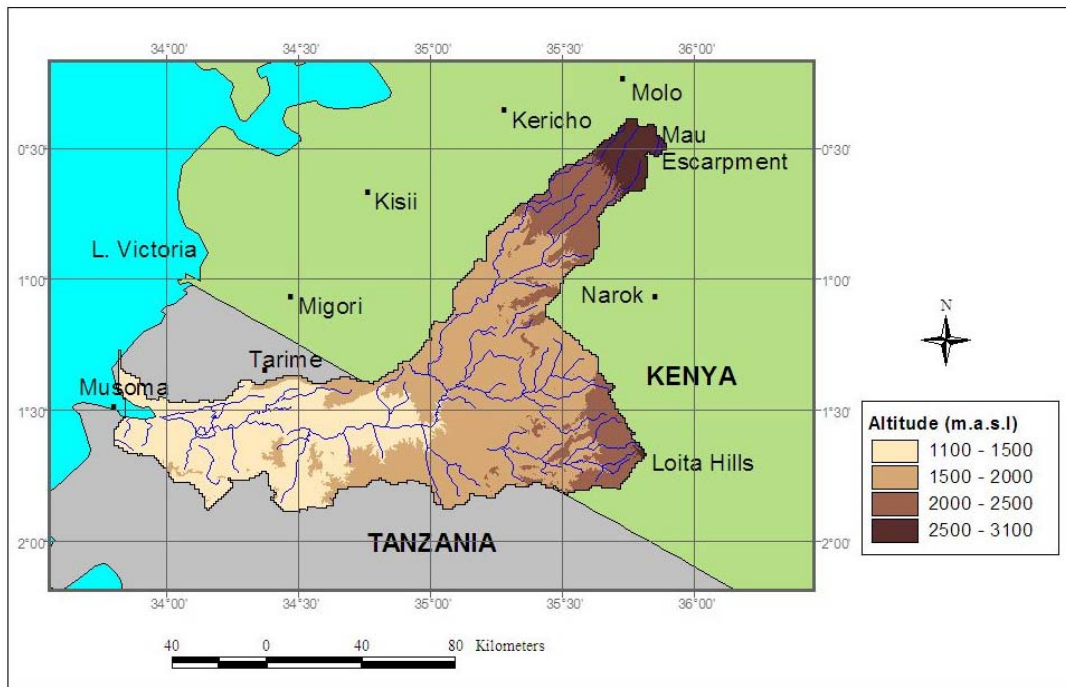 34°00' 34°30' 35°00' 35°30' 36°00'
Molo
Kericho
Mau
Escarpment
0°30' 0°30'
Kisii
L. Victoria
1°00' 1°00'
Narok
Migori
N
Tarime
KENYA
Musoma
1°30' 1°30'
Altitude (m.a.s.l)
1100 - 1500
1500 - 2000
2000 - 2500
2500 - 3100
Loita Hills
TANZANIA
2°00' 2°00'
34°00' 34°30' 35°00' 35°30' 36°00'
40 0 40 80 Kilometers